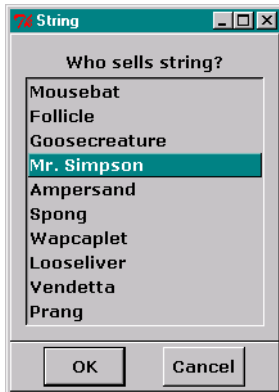 String
Who sells string?
Mousebat
Follicle
Goosecreature
Mr. Simpson
Ampersand
Spong
Wapcaplet
Looseliver
Vendetta
Prang
OK Cancel